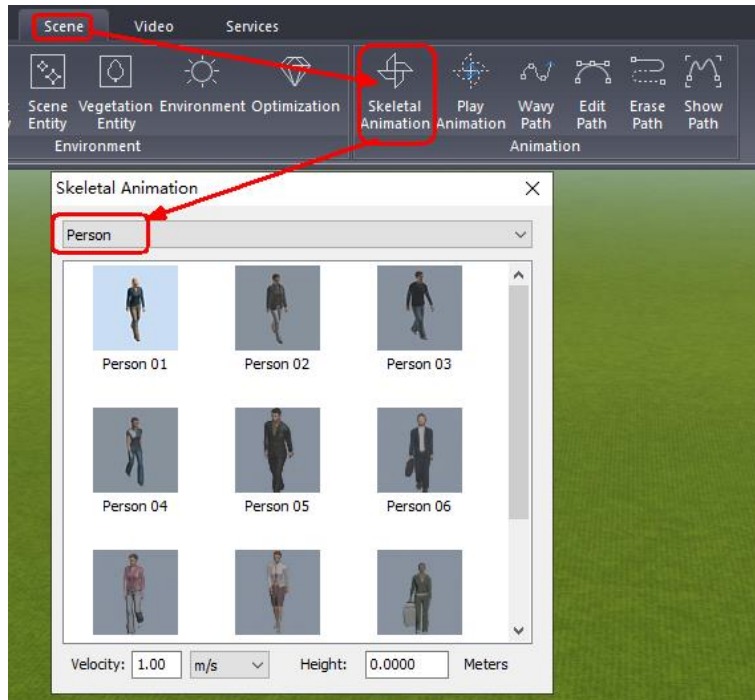 Scene Video Services
Scene Vegetation Environment Optimization Skeletal Play Wavy Edit Erase Show
Entity Entity Animation Animation Path Path Path Path
Environment Animation
Skeletal Animation
Person
Person 01 Person 02 Person 03
Person 04 Person 05 Person 06
Velocity: 1.00 m/s Height: 0.0000 Meters